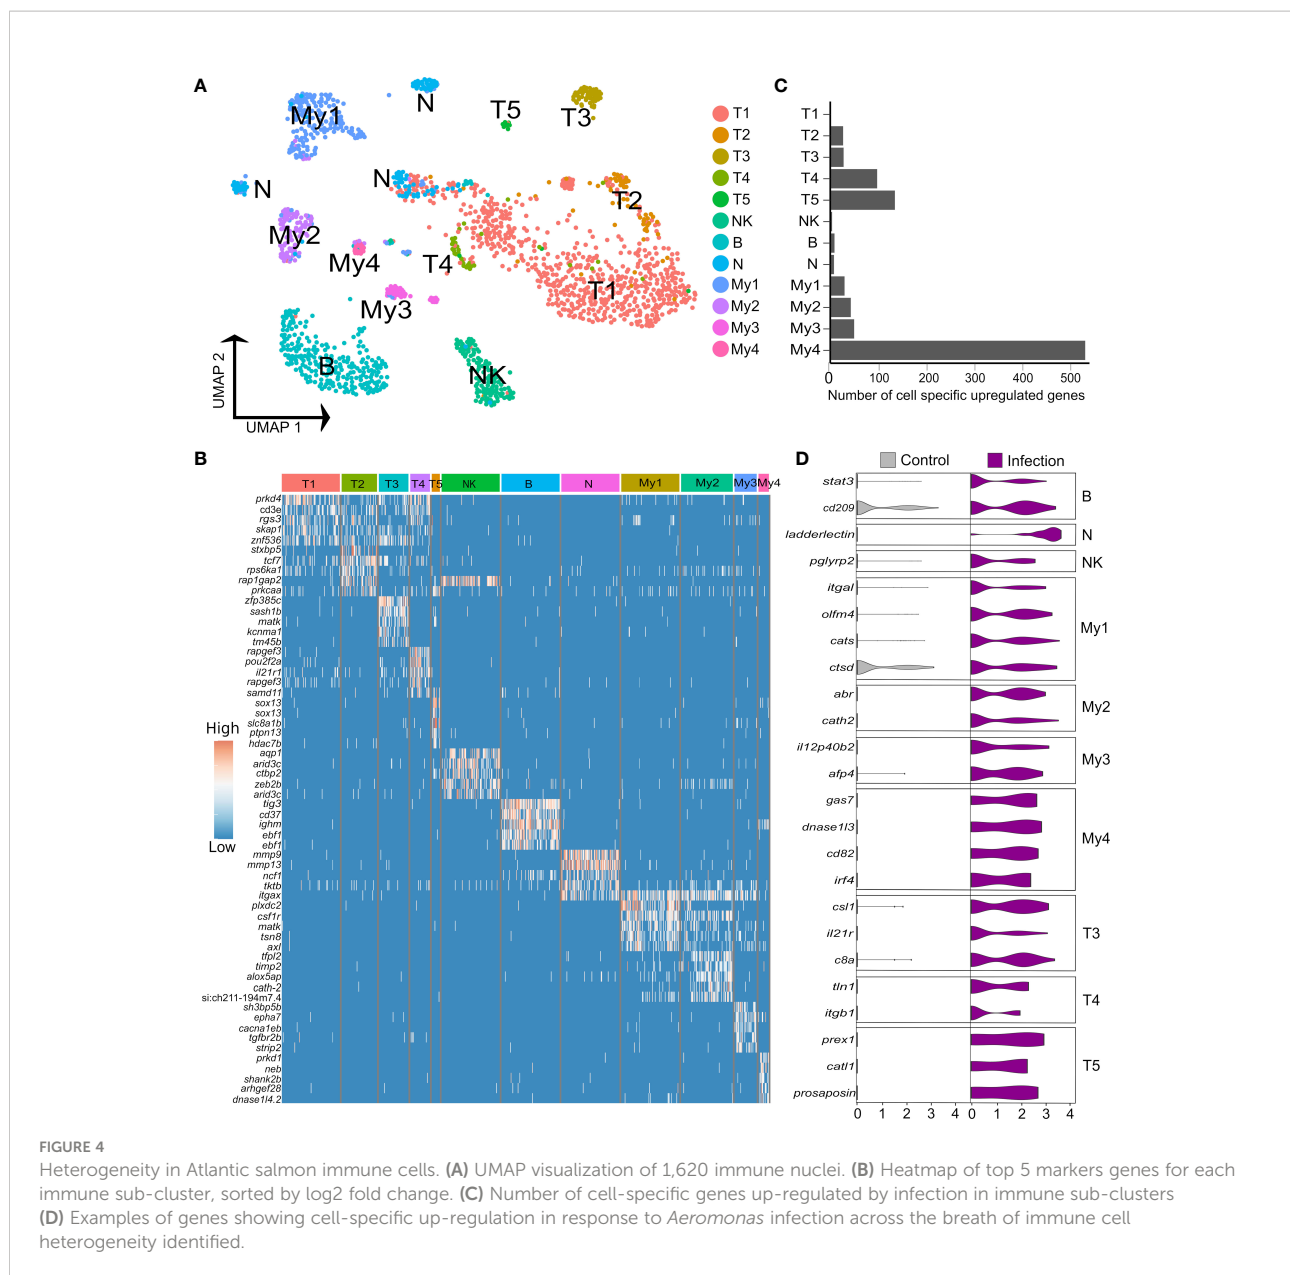 A
My1
N
T5
T3
N
N
T2
My2
My4
T4
T1
My3
B
NK
UMAP 2
UMAP 1
T1
T2
T3
T4
T5
NK
B
N
My1
My2
My3
My4
C
T1
T2
T3
T4
T5
NK
B
N
My1
My2
My3
My4
0 100 200 300 400 500
Number of cell specific upregulated genes
B
T1 T2 T3 T4 T5 NK B N My1 My2 My3 My4
prkd4
cd3e
rgs3
skap1
znf536
stxbp5
tcf7
rps6ka1
rap1gap2
prkcaa
zfp385c
sash1b
matk
kcnma1
tm45b
rapgef3
pou2f2a
il21r1
rapgef3
samd11
sox13
sox13
slc8a1b
ptpn13
hdac7b
aqp1
arid3c
ctbp2
zeb2b
arid3c
tig3
cd37
ighm
ebf1
ebf1
mmp9
mmp13
ncf1
tktb
itgax
plxdc2
csf1r
matk
tsn8
axl
tfpl2
timp2
alox5ap
cath-2
si:ch211-194m7.4
sh3bp5b
epha7
cacna1eb
tgfbr2b
strip2
prkd1
neb
shank2b
arhgef28
dnase1l4.2
High
Low
D
Control Infection
stat3
cd209
B
ladderlectin
N
pglyrp2
NK
itgal
olfm4
cats
ctsd
My1
abr
cath2
My2
il12p40b2
afp4
My3
gas7
dnase1l3
cd82
irf4
My4
csl1
il21r
c8a
T3
tln1
itgb1
T4
prex1
catl1
prosaposin
T5
0 1 2 3 4 0 1 2 3 4
FIGURE 4
Heterogeneity in Atlantic salmon immune cells. (A) UMAP visualization of 1,620 immune nuclei. (B) Heatmap of top 5 markers genes for each
immune sub-cluster, sorted by log2 fold change. (C) Number of cell-specific genes up-regulated by infection in immune sub-clusters
(D) Examples of genes showing cell-specific up-regulation in response to Aeromonas infection across the breath of immune cell
heterogeneity identified.